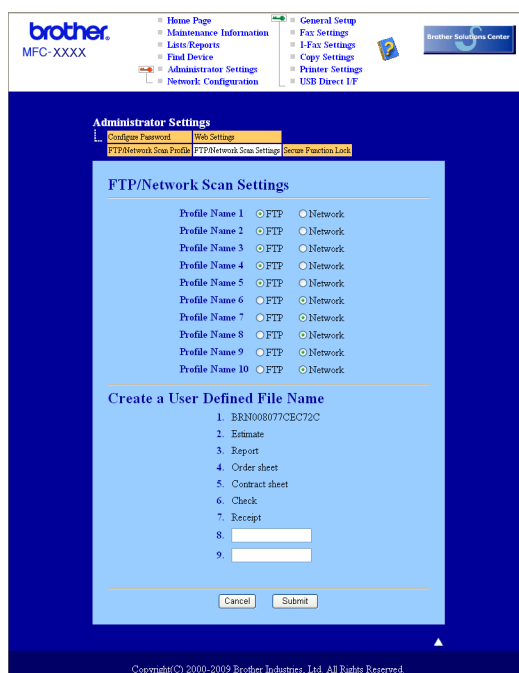 brother.
MFC-XXXX
Home Page
Maintenance Information
Lists/Reports
Find Device
Administrator Settings
Network Configuration
General Setup
Fax Settings
I-Fax Settings
Copy Settings
Printer Settings
USB Direct I/F
Brother Solutions Center
Administrator Settings
Configure Password Web Settings
FTP/Network Scan Profile FTP/Network Scan Settings Secure Function Lock
FTP/Network Scan Settings
Profile Name 1 FTP Network
Profile Name 2 FTP Network
Profile Name 3 FTP Network
Profile Name 4 FTP Network
Profile Name 5 FTP Network
Profile Name 6 FTP Network
Profile Name 7 FTP Network
Profile Name 8 FTP Network
Profile Name 9 FTP Network
Profile Name 10 FTP Network
Create a User Defined File Name
1. BRN008077CEC72C
2. Estimate
3. Report
4. Order sheet
5. Contract sheet
6. Check
7. Receipt
8.
9.
Cancel Submit
Copyright(C) 2000-2009 Brother Industries, Ltd. All Rights Reserved.